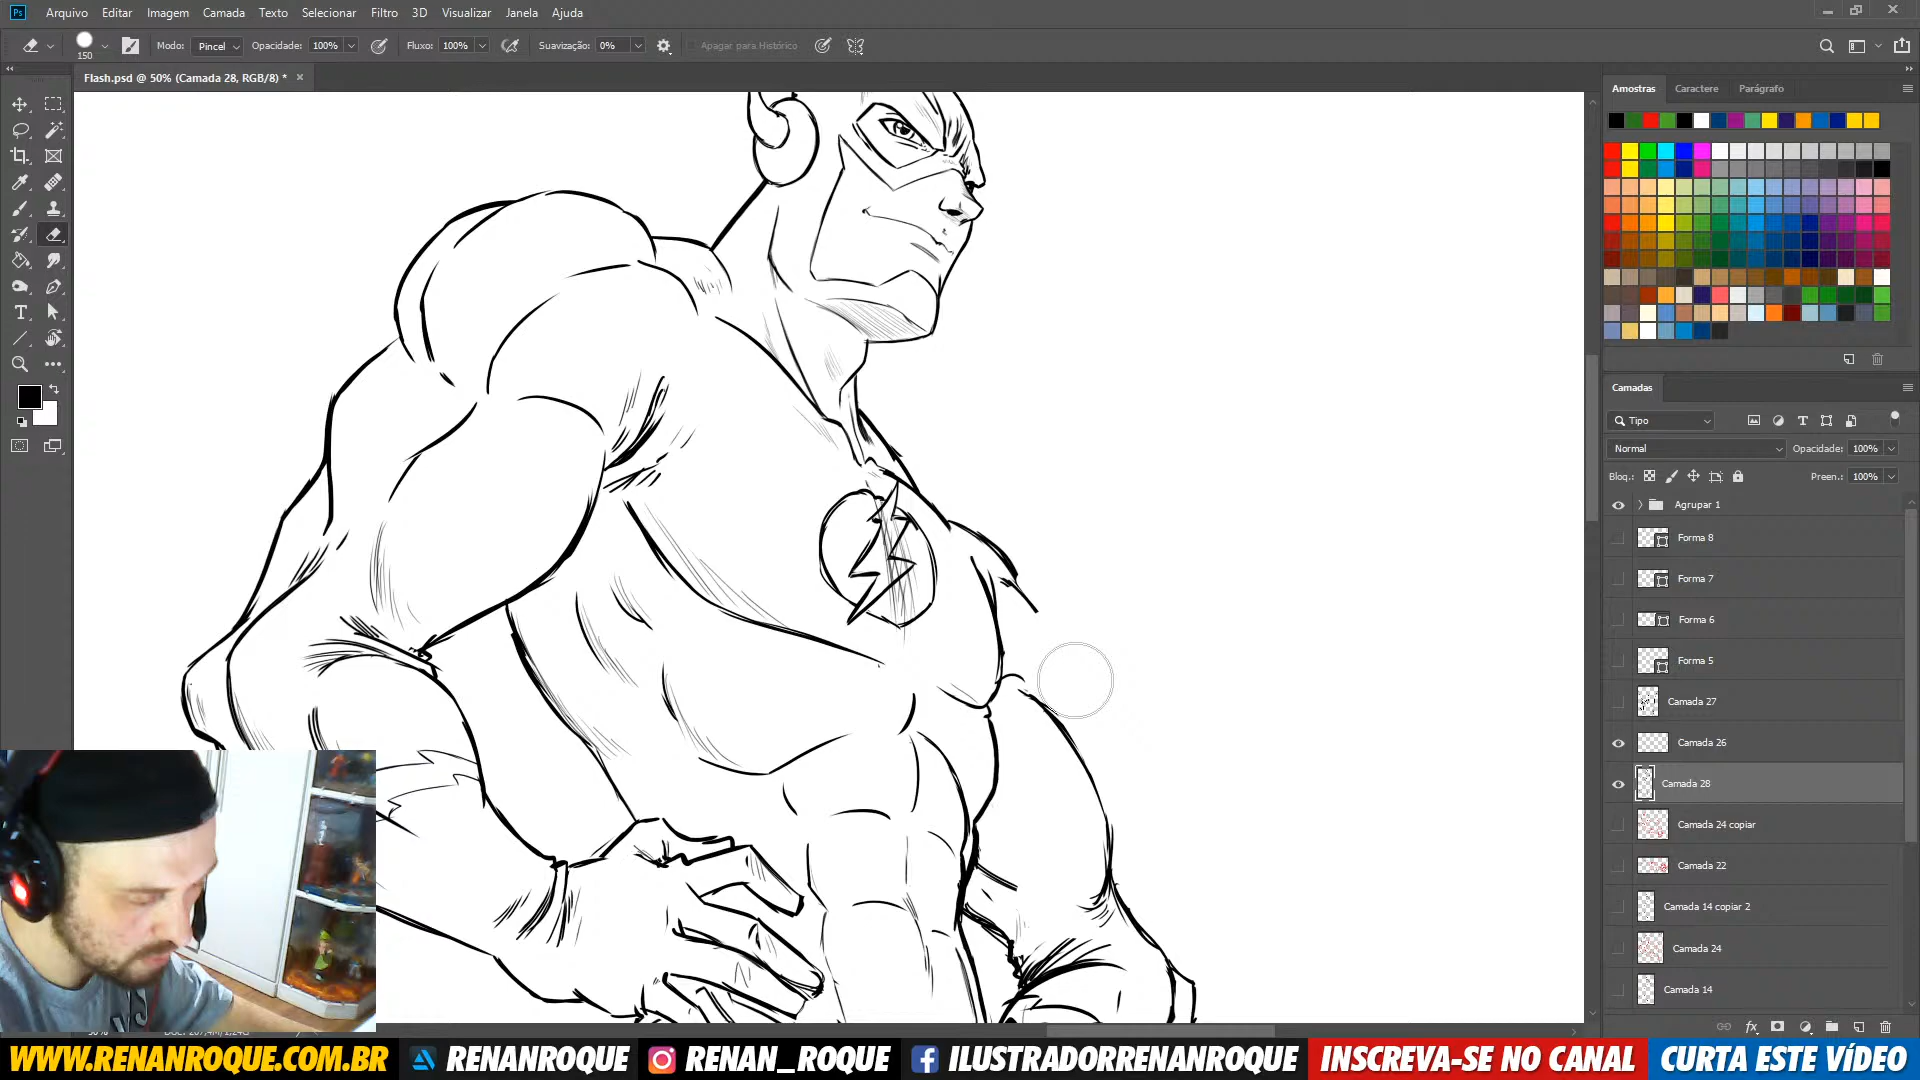 Ps Arquivo Editar Imagem Camada Texto Selecionar Filtro 3D Visualizar Janela Ajuda
150 Modo: Pincel Opacidade: 100% Fluxo: 100% Suavização: 0% Apagar para Histórico
Flash.psd @ 50% (Camada 28, RGB/8) * ×
Amostras Caractere Parágrafo
Camadas
Tipo
Normal Opacidade: 100%
Bloq.: Preen.: 100%
Agrupar 1
Forma 8
Forma 7
Forma 6
Forma 5
Camada 27
Camada 26
Camada 28
Camada 24 copiar
Camada 22
Camada 14 copiar 2
Camada 24
Camada 14
WWW.RENANROQUE.COM.BR RENANROQUE RENAN__ROQUE ILUSTRADORRENANROQUE INSCREVA-SE NO CANAL CURTA ESTE VÍDEO